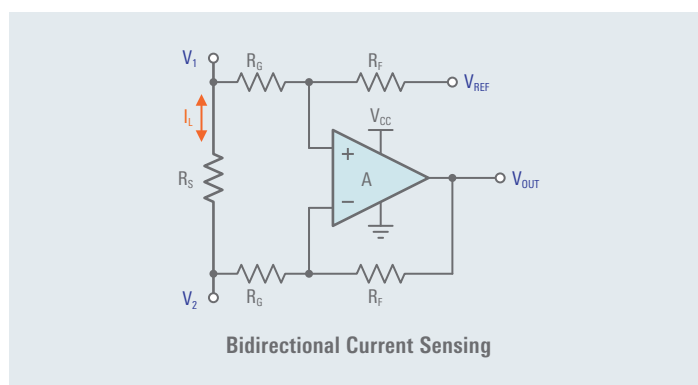 V1
RG
RF
VREF
IL
VCC
+
RS
A
VOUT
−
RG
RF
V2
Bidirectional Current Sensing